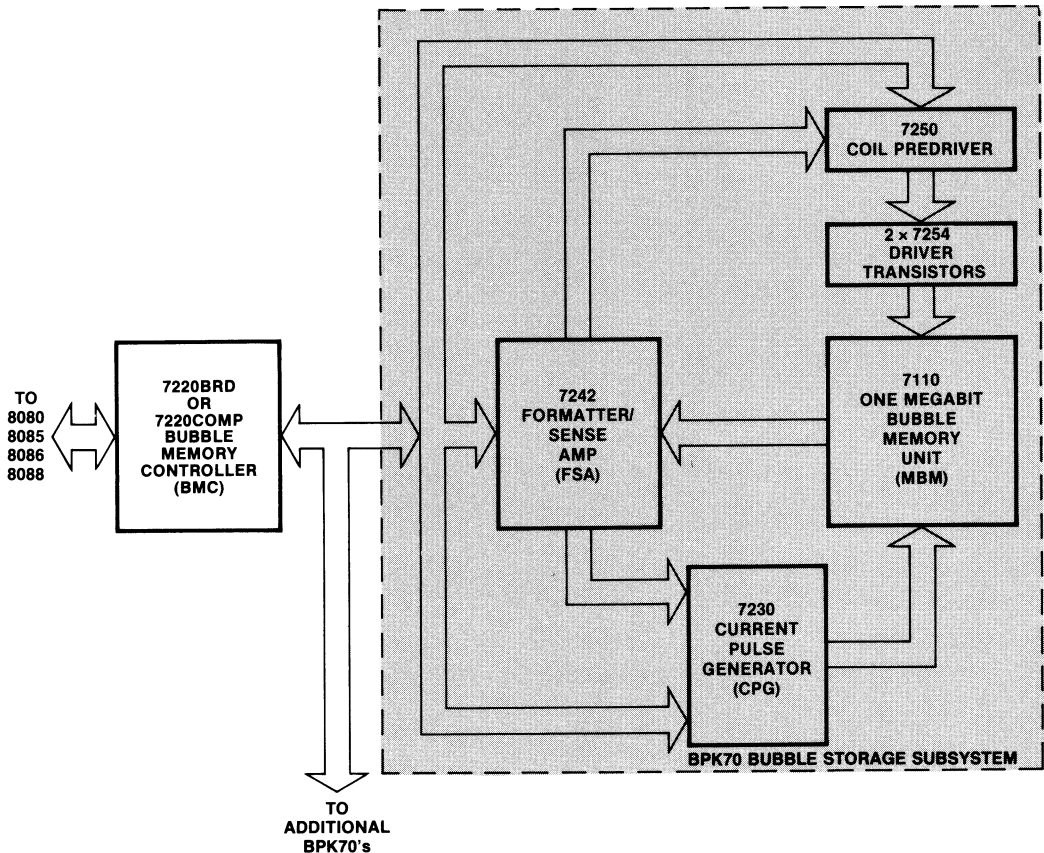 7250
COIL PREDRIVER
2 × 7254
DRIVER
TRANSISTORS
TO
8080
8085
8086
8088
7220BRD
OR
7220COMP
BUBBLE
MEMORY
CONTROLLER
(BMC)
7242
FORMATTER/
SENSE
AMP
(FSA)
7110
ONE MEGABIT
BUBBLE
MEMORY
UNIT
(MBM)
7230
CURRENT
PULSE
GENERATOR
(CPG)
BPK70 BUBBLE STORAGE SUBSYSTEM
TO
ADDITIONAL
BPK70's